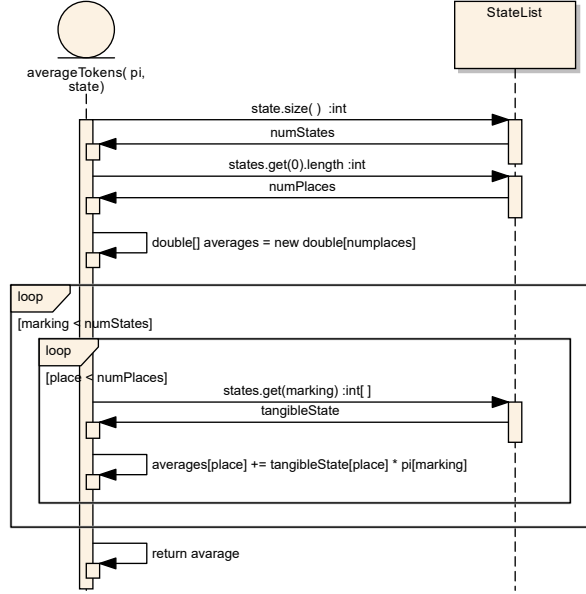 StateList
averageTokens( pi,
state)
state.size( ) :int
numStates
states.get(0).length :int
numPlaces
double[] averages = new double[numplaces]
loop
[marking < numStates]
loop
[place < numPlaces]
states.get(marking) :int[ ]
tangibleState
averages[place] += tangibleState[place] * pi[marking]
return avarage